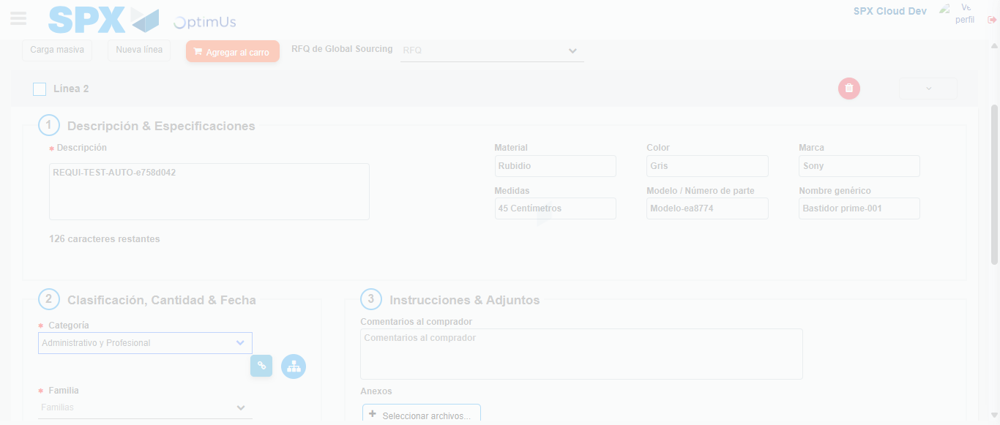 SPX
OptimUs
SPX Cloud Dev
Ve
perfil
Carga masiva
Nueva línea
Agregar al carro
RFQ de Global Sourcing
RFQ
Línea 2
1 Descripción & Especificaciones
* Descripción
REQUI-TEST-AUTO-e758d042
126 caracteres restantes
Material
Rubidio
Color
Gris
Marca
Sony
Medidas
45 Centímetros
Modelo / Número de parte
Modelo-ea8774
Nombre genérico
Bastidor prime-001
2 Clasificación, Cantidad & Fecha
* Categoría
Administrativo y Profesional
* Familia
Familias
3 Instrucciones & Adjuntos
Comentarios al comprador
Comentarios al comprador
Anexos
+ Seleccionar archivos...